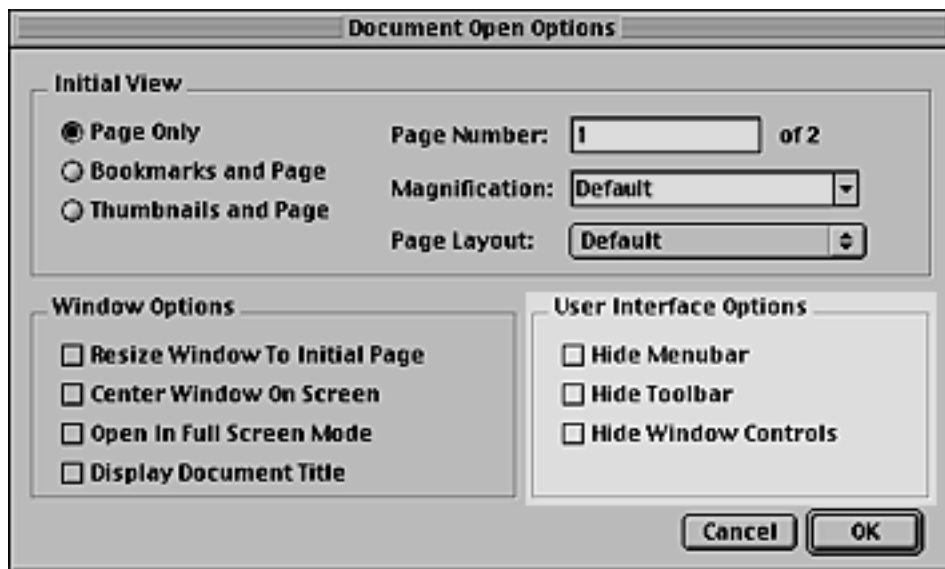 Document Open Options
Initial View
Page Only
Bookmarks and Page
Thumbnails and Page
Page Number: 1 of 2
Magnification: Default
Page Layout: Default
Window Options
Resize Window To Initial Page
Center Window On Screen
Open In Full Screen Mode
Display Document Title
User Interface Options
Hide Menubar
Hide Toolbar
Hide Window Controls
Cancel OK